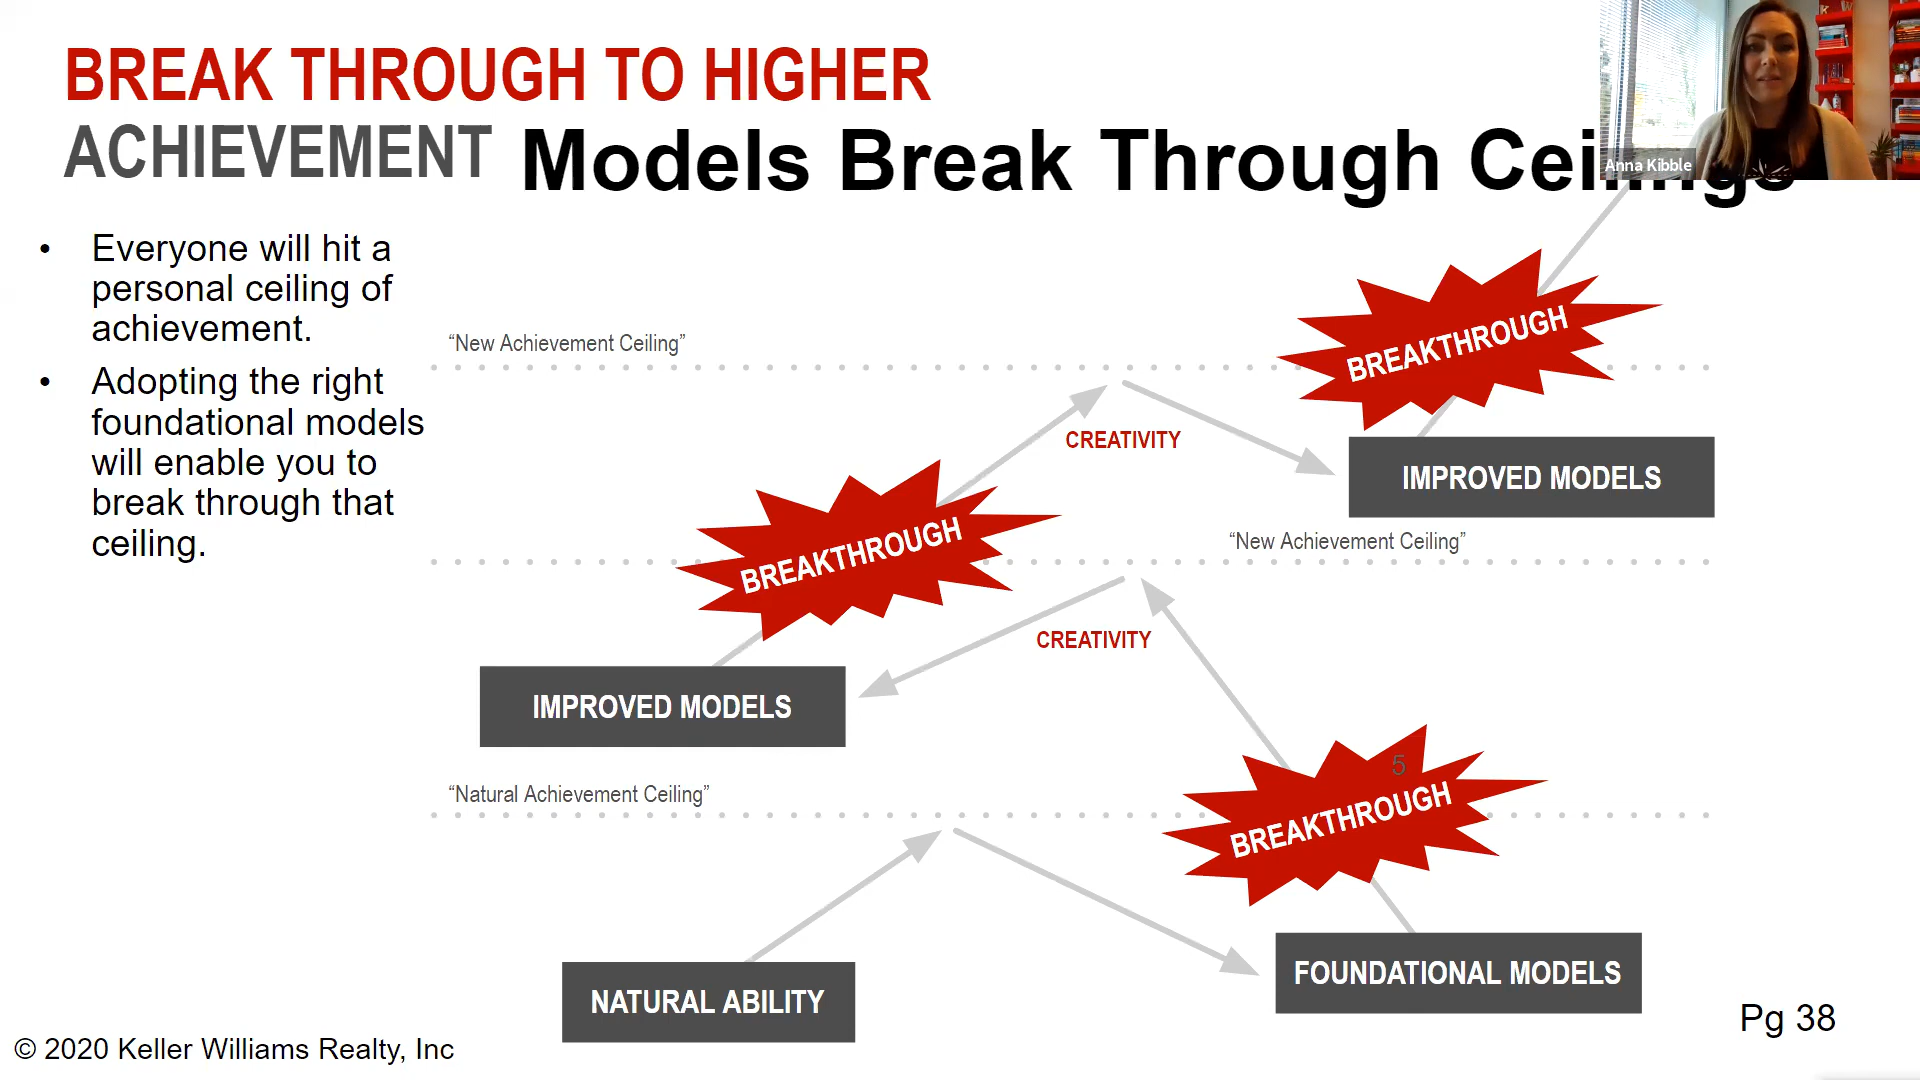 BREAK THROUGH TO HIGHER
ACHIEVEMENT
Models Break Through Ceilings
Anna Kibble
• Everyone will hit a
personal ceiling of
achievement.
• Adopting the right
foundational models
will enable you to
break through that
ceiling.
“New Achievement Ceiling”
BREAKTHROUGH
CREATIVITY
IMPROVED MODELS
BREAKTHROUGH
“New Achievement Ceiling”
CREATIVITY
IMPROVED MODELS
“Natural Achievement Ceiling”
5
BREAKTHROUGH
FOUNDATIONAL MODELS
NATURAL ABILITY
Pg 38
© 2020 Keller Williams Realty, Inc